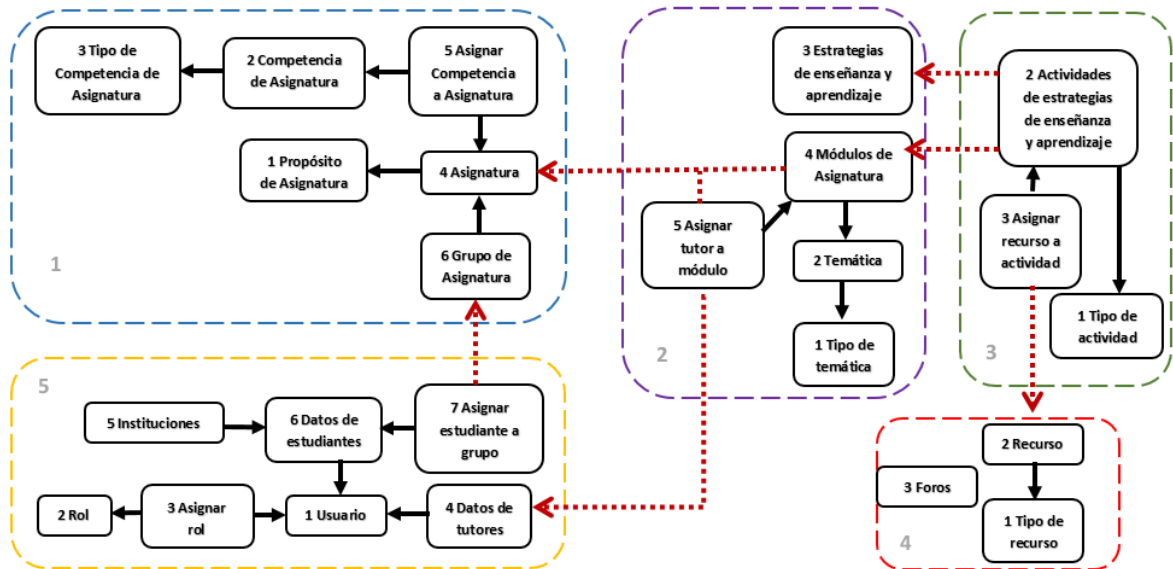 3 Tipo de
Competencia de
Asignatura
2 Competencia
de Asignatura
5 Asignar
Competencia
a Asignatura
1 Propósito
de Asignatura
4 Asignatura
6 Grupo de
Asignatura
1
3 Estrategias
de enseñanza y
aprendizaje
4 Módulos de
Asignatura
5 Asignar
tutor a
módulo
2 Temática
1 Tipo de
temática
2
2 Actividades
de estrategias
de enseñanza
y aprendizaje
3 Asignar
recurso a
actividad
1 Tipo de
actividad
3
5
5 Instituciones
6 Datos de
estudiantes
7 Asignar
estudiante a
grupo
2 Rol
3 Asignar
rol
1 Usuario
4 Datos de
tutores
2 Recurso
3 Foros
1 Tipo de
recurso
4